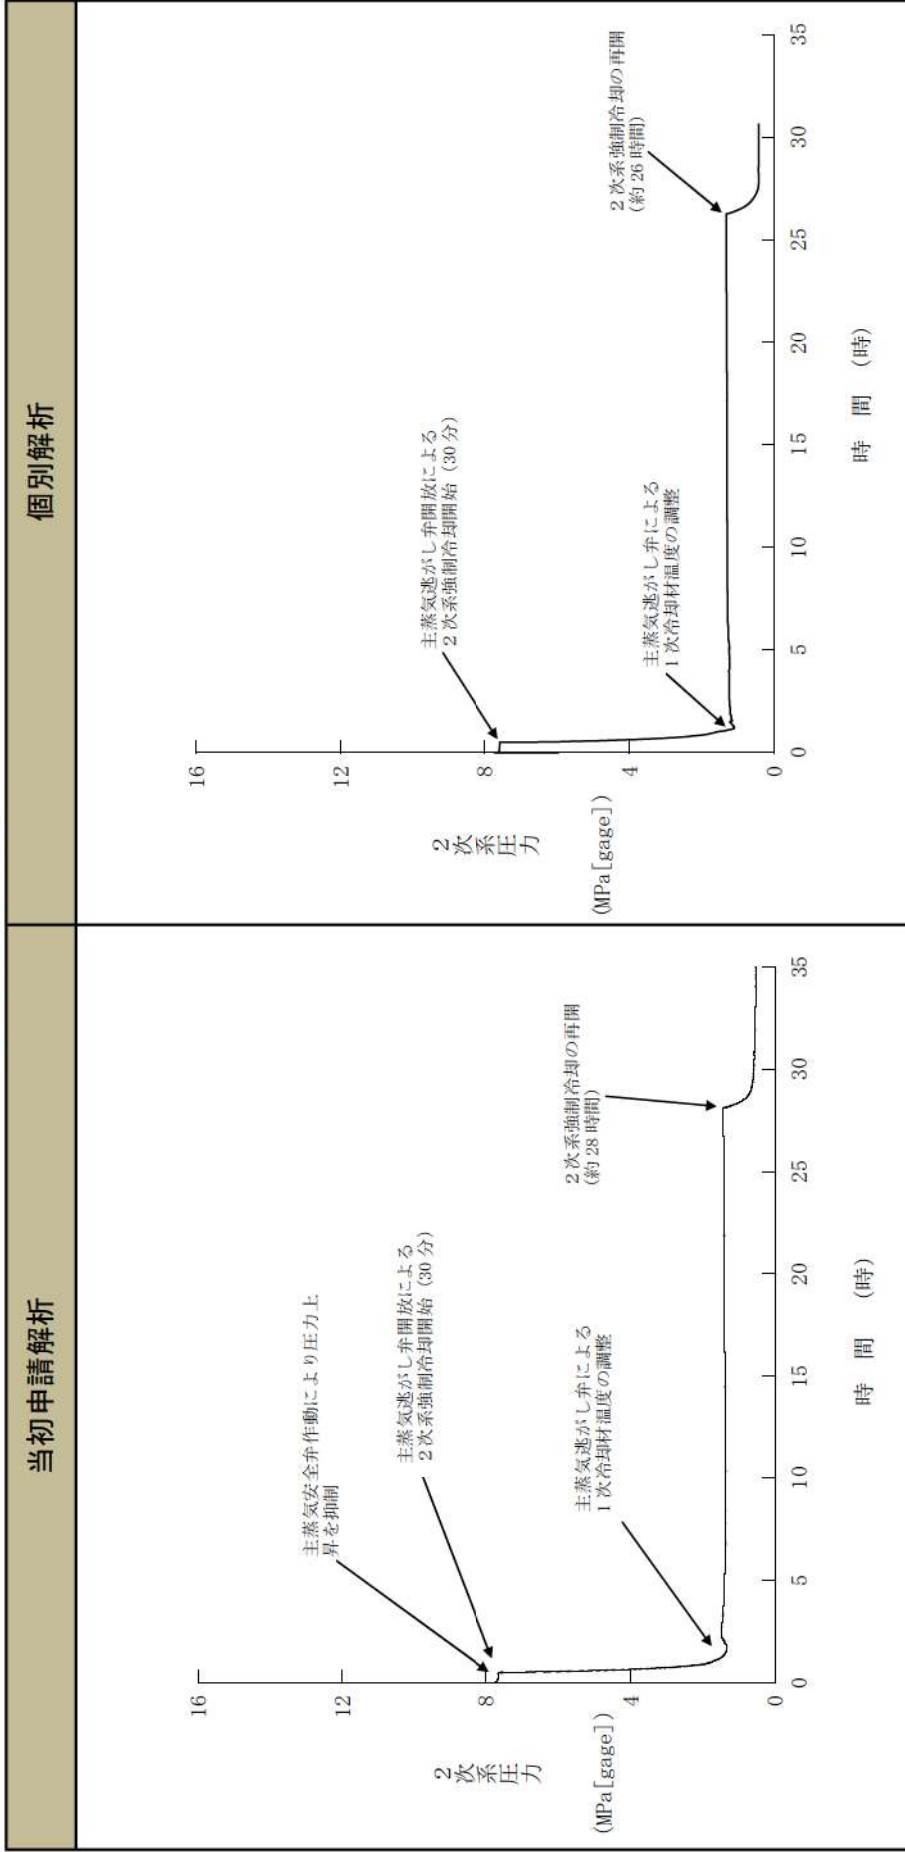 当初申請解析
主蒸気安全弁作動により圧力上
昇を抑制
主蒸気逃がし弁開放による
2次系強制冷却開始（30分）
主蒸気逃がし弁による
1次冷却材温度の調整
2次系強制冷却の再開
（約28時間）
2次系圧力
(MPa[gage])
16
12
8
4
0
0 5 10 15 20 25 30 35
時 間 (時)
個別解析
主蒸気逃がし弁開放による
2次系強制冷却開始（30分）
主蒸気逃がし弁による
1次冷却材温度の調整
2次系強制冷却の再開
（約26時間）
2次系圧力
(MPa[gage])
16
12
8
4
0
0 5 10 15 20 25 30 35
時 間 (時)